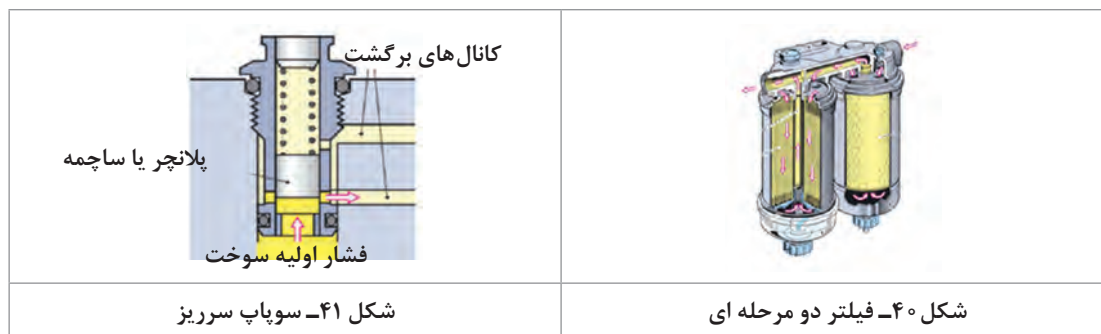 کانال‌های برگشت
پلانچر یا ساچمه
فشار اولیه سوخت
شکل ۴۰ـ فیلتر دو مرحله ای
شکل ۴۱ـ سوپاپ سرریز